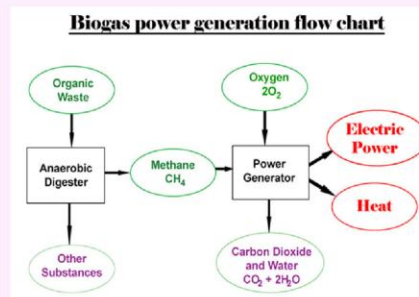 Biogas power generation flow chart
Organic
Waste
Oxygen
2O₂
Electric
Power
Anaerobic
Digester
Methane
CH₄
Power
Generator
Heat
Other
Substances
Carbon Dioxide
and Water
CO₂ + 2H₂O